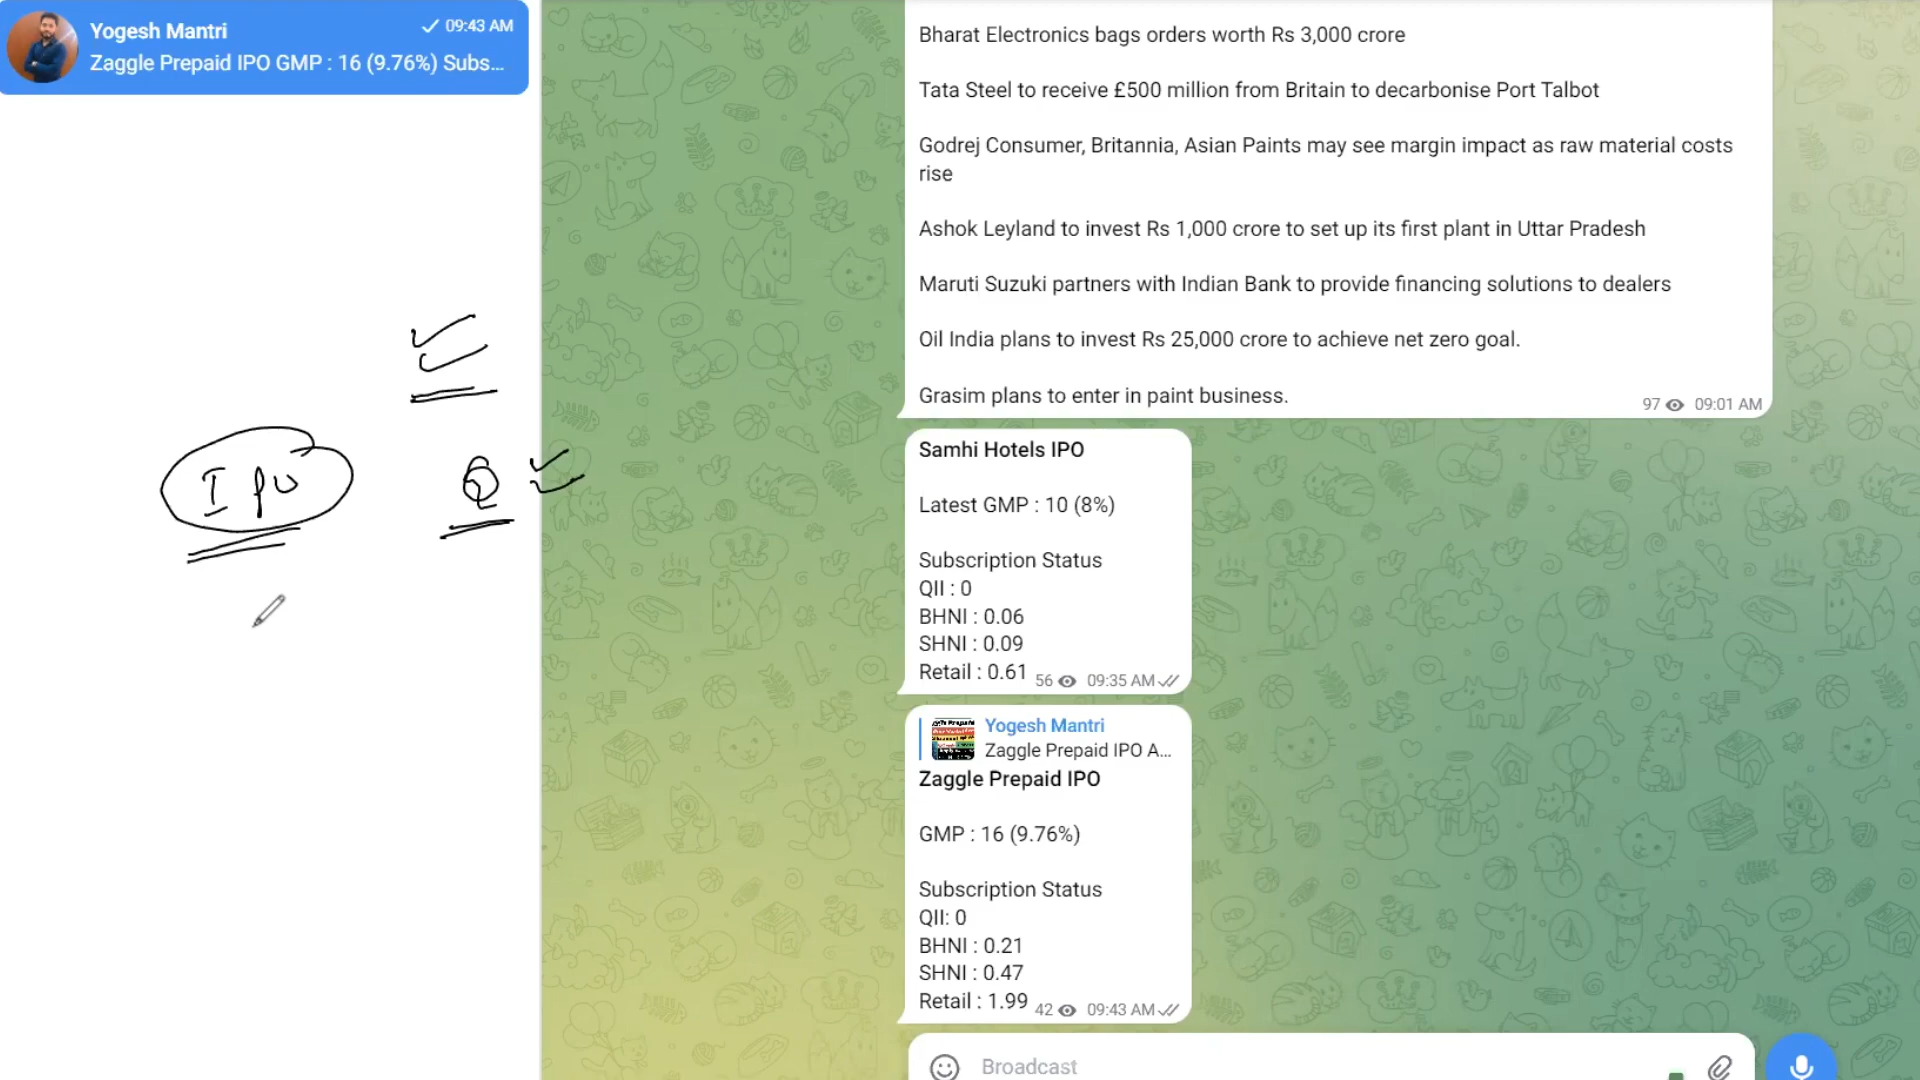 Yogesh Mantri
09:43 AM
Zaggle Prepaid IPO GMP : 16 (9.76%) Subs...
Bharat Electronics bags orders worth Rs 3,000 crore
Tata Steel to receive £500 million from Britain to decarbonise Port Talbot
Godrej Consumer, Britannia, Asian Paints may see margin impact as raw material costs
rise
Ashok Leyland to invest Rs 1,000 crore to set up its first plant in Uttar Pradesh
Maruti Suzuki partners with Indian Bank to provide financing solutions to dealers
Oil India plans to invest Rs 25,000 crore to achieve net zero goal.
Grasim plans to enter in paint business.
97 09:01 AM
IPO
Q
Samhi Hotels IPO
Latest GMP : 10 (8%)
Subscription Status
QII : 0
BHNI : 0.06
SHNI : 0.09
Retail : 0.61
56 09:35 AM
Yogesh Mantri
Zaggle Prepaid IPO A...
Zaggle Prepaid IPO
GMP : 16 (9.76%)
Subscription Status
QII: 0
BHNI : 0.21
SHNI : 0.47
Retail : 1.99
42 09:43 AM
Broadcast